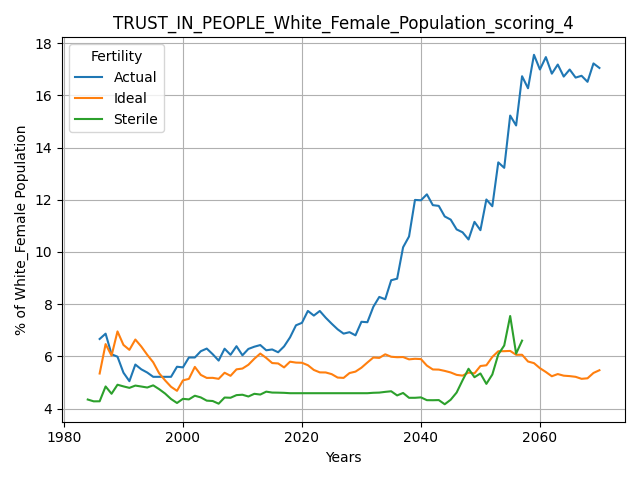 TRUST_IN_PEOPLE_White_Female_Population_scoring_4
% of White_Female Population
18
16
14
12
10
8
6
4
Fertility
Actual
Ideal
Sterile
1980
2000
2020
2040
2060
Years